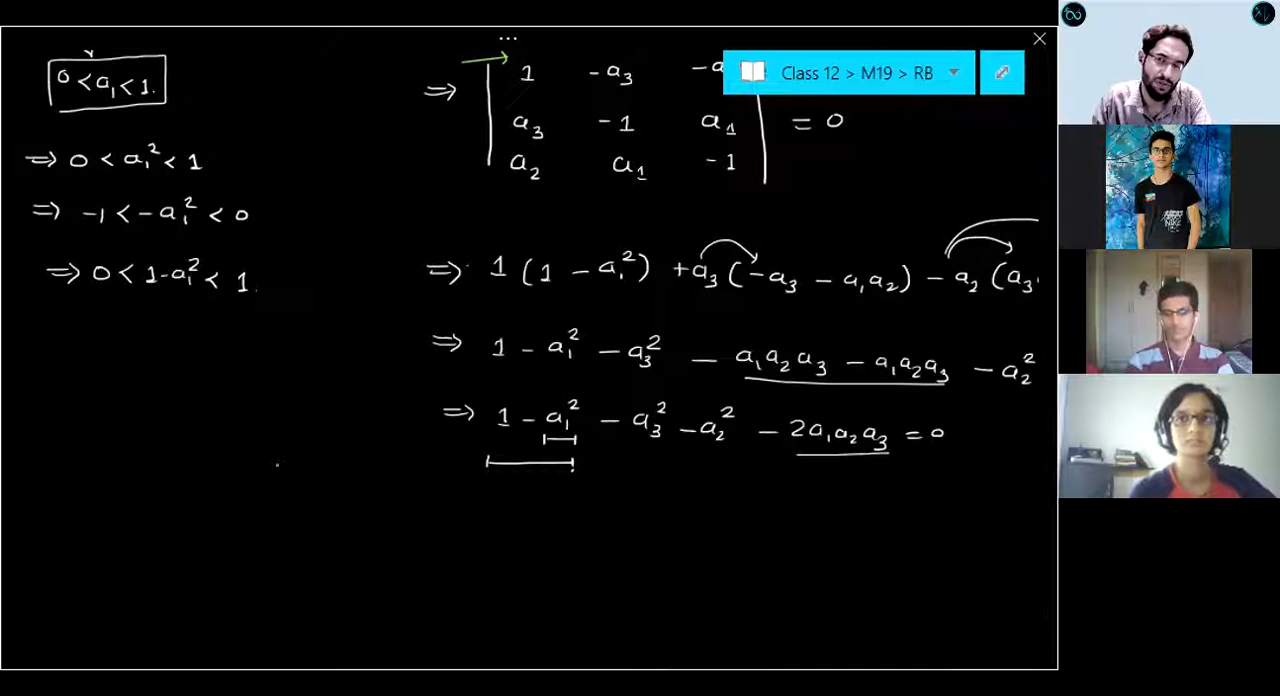 0 < a₁ < 1.
⇒ 0 < a₁² < 1
⇒ -1 < -a₁² < 0
⇒ 0 < 1-a₁² < 1.
...
Class 12 > M19 > RB
⇒ | 1 -a₃ -a
a₃ -1 a₁ | = 0
a₂ a₁ -1
⇒ 1(1 - a₁²) + a₃(-a₃ - a₁a₂) - a₂(a₃
⇒ 1 - a₁² - a₃² - a₁a₂a₃ - a₁a₂a₃ - a₂²
⇒ 1 - a₁² - a₃² - a₂² - 2a₁a₂a₃ = 0